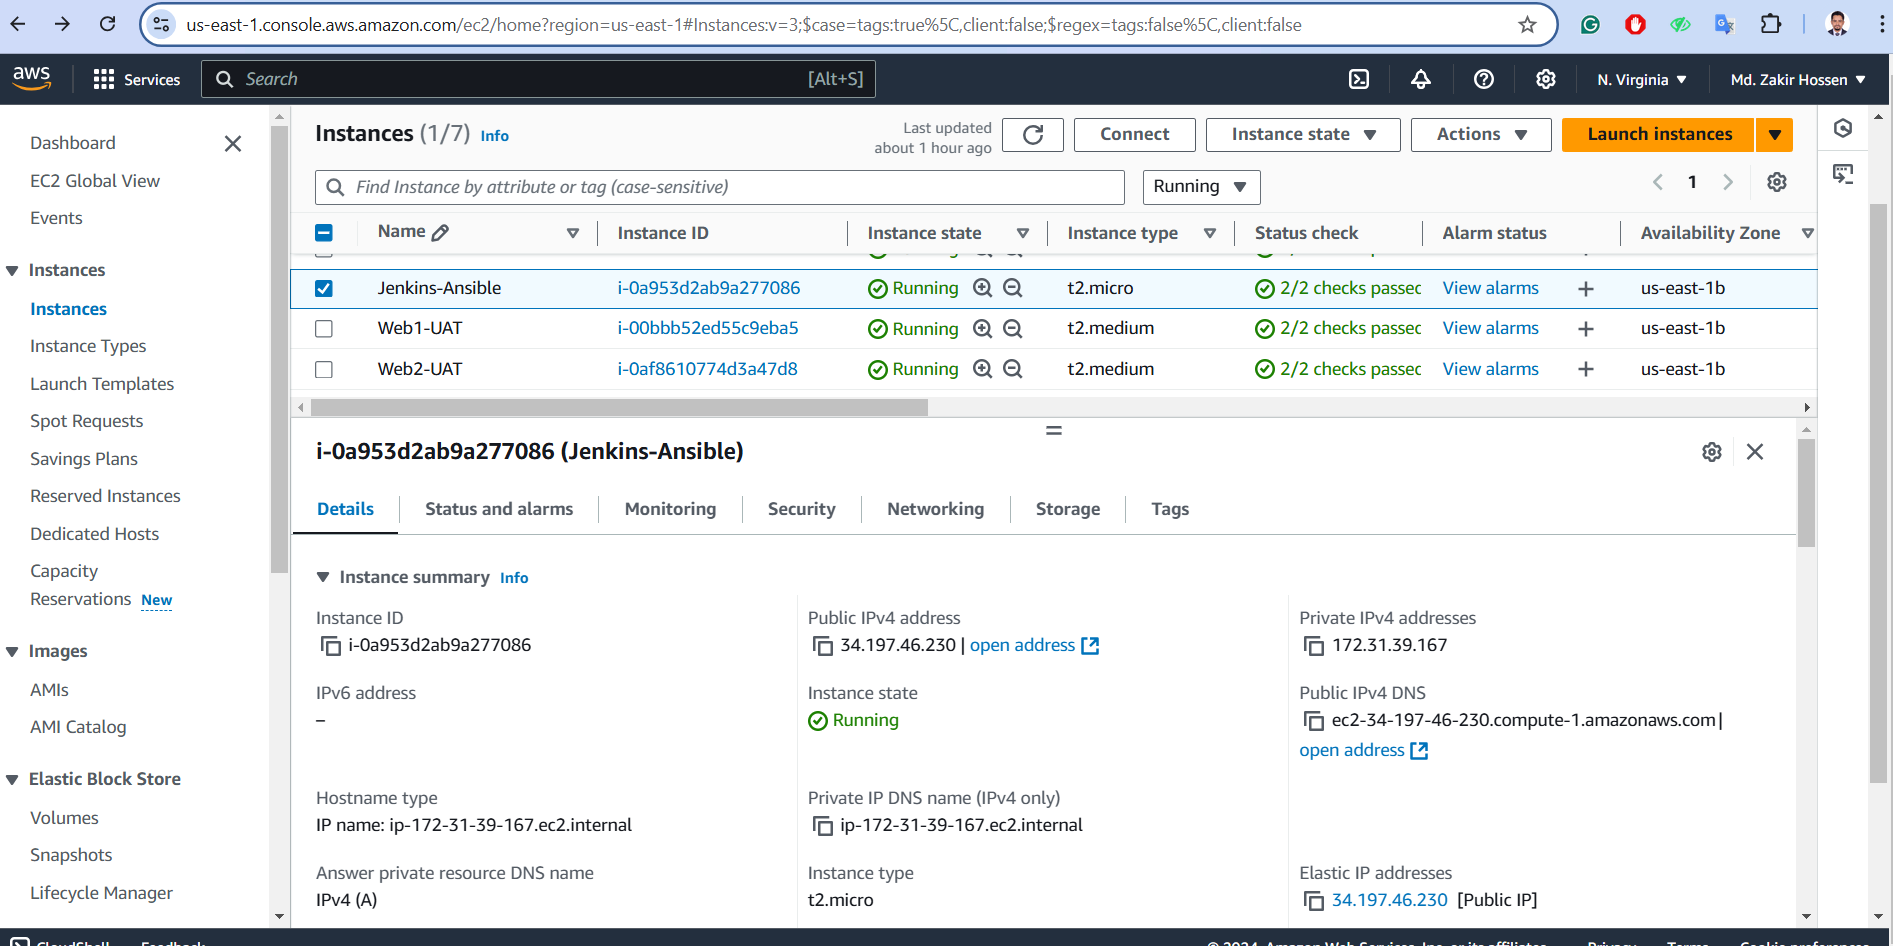 us-east-1.console.aws.amazon.com/ec2/home?region=us-east-1#Instances:v=3;$case=tags:true%5C,client:false;$regex=tags:false%5C,client:false
aws
Services
Search
[Alt+S]
N. Virginia
Md. Zakir Hossen
Dashboard
EC2 Global View
Events
Instances
Instances
Instance Types
Launch Templates
Spot Requests
Savings Plans
Reserved Instances
Dedicated Hosts
Capacity
Reservations New
Images
AMIs
AMI Catalog
Elastic Block Store
Volumes
Snapshots
Lifecycle Manager
Instances (1/7) Info
Last updated
about 1 hour ago
Connect
Instance state
Actions
Launch instances
Find Instance by attribute or tag (case-sensitive)
Running
1
Name Instance ID Instance state Instance type Status check Alarm status Availability Zone
Jenkins-Ansible i-0a953d2ab9a277086 Running t2.micro 2/2 checks passec View alarms + us-east-1b
Web1-UAT i-00bbb52ed55c9eba5 Running t2.medium 2/2 checks passec View alarms + us-east-1b
Web2-UAT i-0af8610774d3a47d8 Running t2.medium 2/2 checks passec View alarms + us-east-1b
i-0a953d2ab9a277086 (Jenkins-Ansible)
Details Status and alarms Monitoring Security Networking Storage Tags
Instance summary Info
Instance ID
i-0a953d2ab9a277086
Public IPv4 address
34.197.46.230 | open address
Private IPv4 addresses
172.31.39.167
IPv6 address
–
Instance state
Running
Public IPv4 DNS
ec2-34-197-46-230.compute-1.amazonaws.com |
open address
Hostname type
IP name: ip-172-31-39-167.ec2.internal
Private IP DNS name (IPv4 only)
ip-172-31-39-167.ec2.internal
Answer private resource DNS name
IPv4 (A)
Instance type
t2.micro
Elastic IP addresses
34.197.46.230 [Public IP]
CloudShell Feedback
© 2024, Amazon Web Services, Inc. or its affiliates. Privacy Terms Cookie preferences